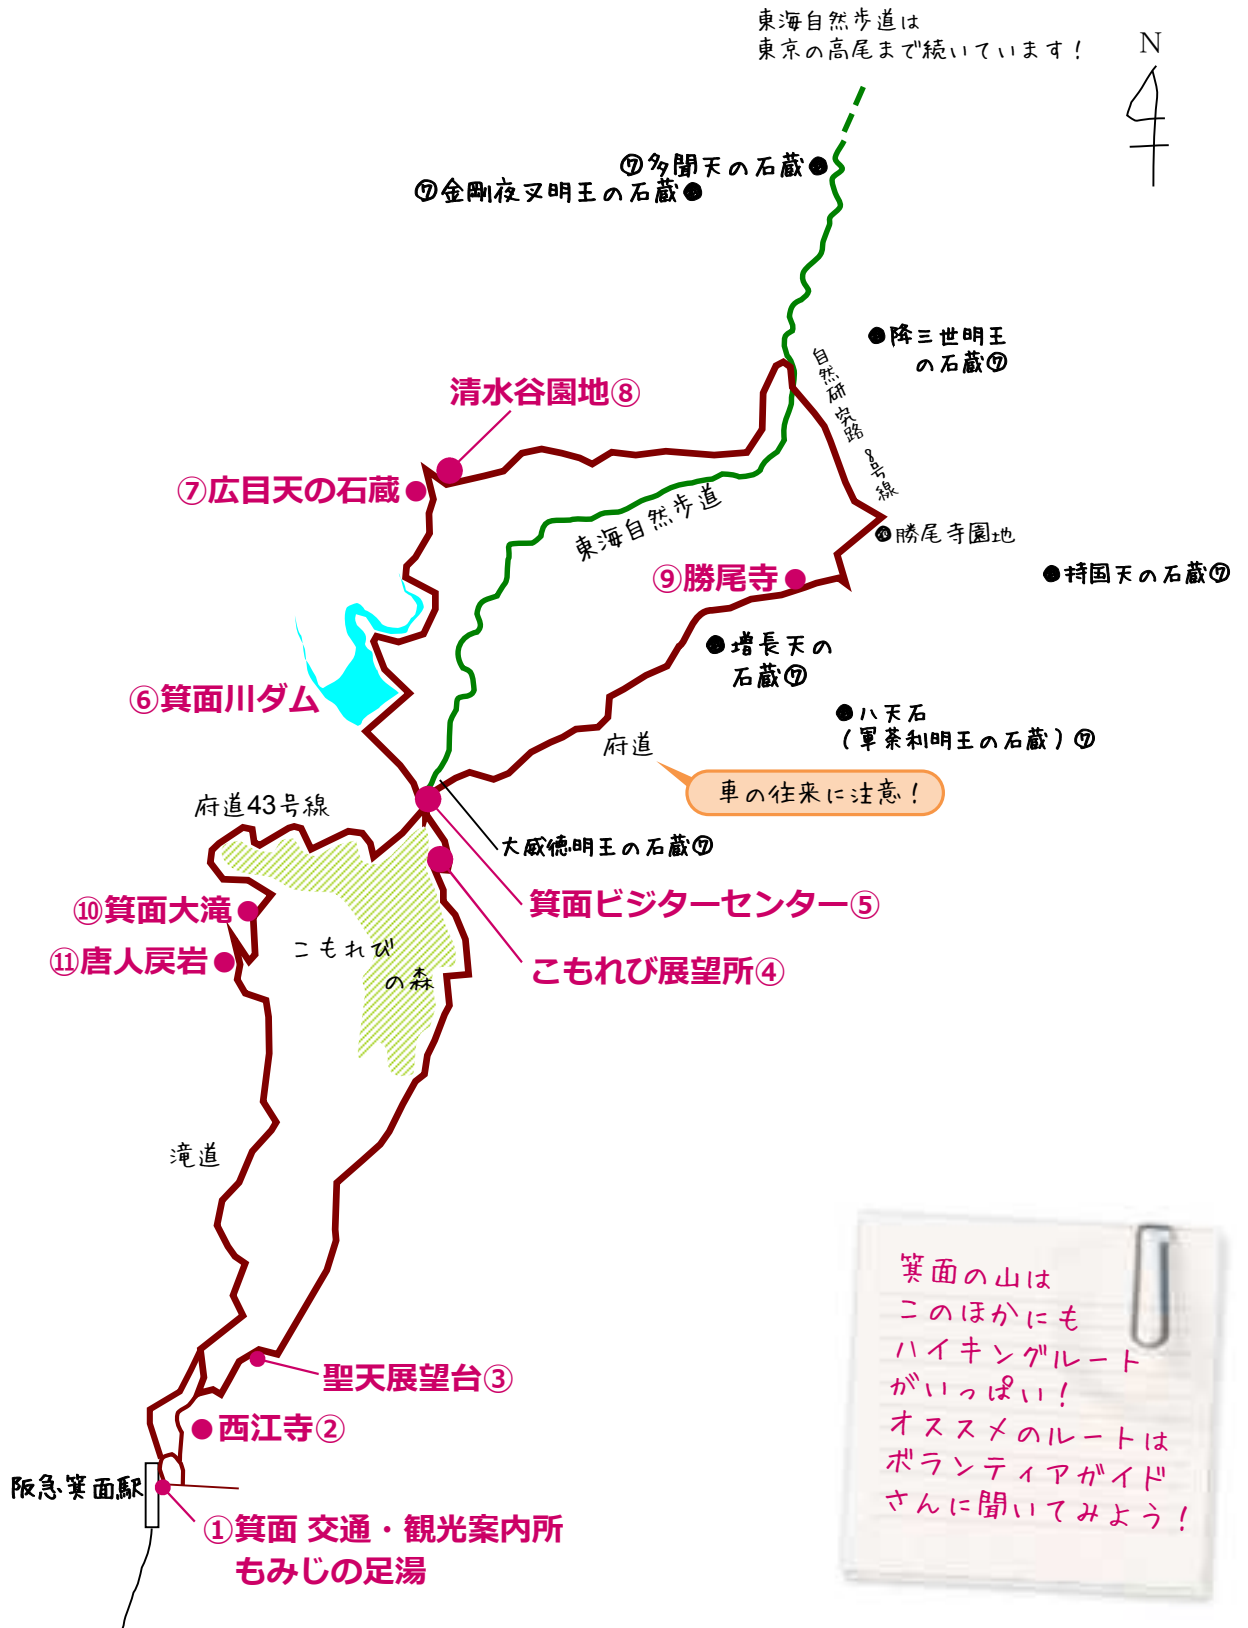 東海自然歩道は
東京の高尾まで続いています！
N
⑦多聞天の石蔵
⑦金剛夜叉明王の石蔵
降三世明王
の石蔵⑦
自然研究路 8号線
清水谷園地⑧
⑦広目天の石蔵
東海自然歩道
勝尾寺園地
⑨勝尾寺
持国天の石蔵⑦
増長天の
石蔵⑦
⑥箕面川ダム
八天石
(軍荼利明王の石蔵)⑦
府道
車の往来に注意！
府道43号線
大威徳明王の石蔵⑦
箕面ビジターセンター⑤
⑩箕面大滝
こもれび
の森
⑪唐人戻岩
こもれび展望所④
滝道
聖天展望台③
西江寺②
阪急箕面駅
①箕面 交通・観光案内所
もみじの足湯
箕面の山は
このほかにも
ハイキングルート
がいっぱい！
オススメのルートは
ボランティアガイド
さんに聞いてみよう！